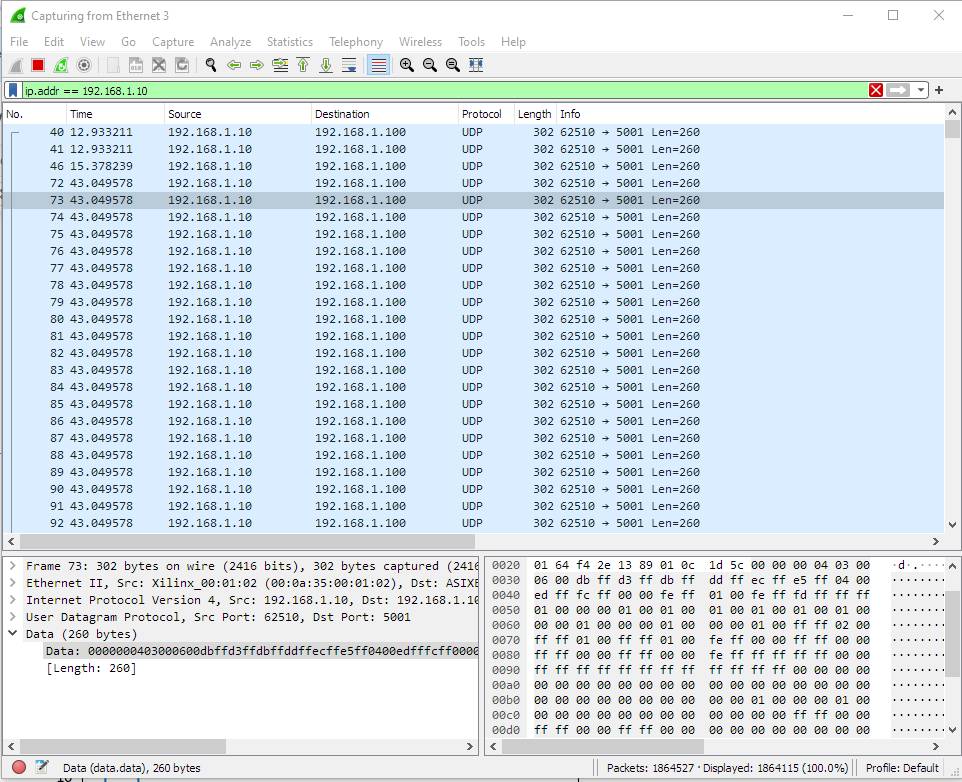 Capturing from Ethernet 3
File Edit View Go Capture Analyze Statistics Telephony Wireless Tools Help
ip.addr == 192.168.1.10
No. Time Source Destination Protocol Length Info
40 12.933211 192.168.1.10 192.168.1.100 UDP 302 62510 → 5001 Len=260
41 12.933211 192.168.1.10 192.168.1.100 UDP 302 62510 → 5001 Len=260
46 15.378239 192.168.1.10 192.168.1.100 UDP 302 62510 → 5001 Len=260
72 43.049578 192.168.1.10 192.168.1.100 UDP 302 62510 → 5001 Len=260
73 43.049578 192.168.1.10 192.168.1.100 UDP 302 62510 → 5001 Len=260
74 43.049578 192.168.1.10 192.168.1.100 UDP 302 62510 → 5001 Len=260
75 43.049578 192.168.1.10 192.168.1.100 UDP 302 62510 → 5001 Len=260
76 43.049578 192.168.1.10 192.168.1.100 UDP 302 62510 → 5001 Len=260
77 43.049578 192.168.1.10 192.168.1.100 UDP 302 62510 → 5001 Len=260
78 43.049578 192.168.1.10 192.168.1.100 UDP 302 62510 → 5001 Len=260
79 43.049578 192.168.1.10 192.168.1.100 UDP 302 62510 → 5001 Len=260
80 43.049578 192.168.1.10 192.168.1.100 UDP 302 62510 → 5001 Len=260
81 43.049578 192.168.1.10 192.168.1.100 UDP 302 62510 → 5001 Len=260
82 43.049578 192.168.1.10 192.168.1.100 UDP 302 62510 → 5001 Len=260
83 43.049578 192.168.1.10 192.168.1.100 UDP 302 62510 → 5001 Len=260
84 43.049578 192.168.1.10 192.168.1.100 UDP 302 62510 → 5001 Len=260
85 43.049578 192.168.1.10 192.168.1.100 UDP 302 62510 → 5001 Len=260
86 43.049578 192.168.1.10 192.168.1.100 UDP 302 62510 → 5001 Len=260
87 43.049578 192.168.1.10 192.168.1.100 UDP 302 62510 → 5001 Len=260
88 43.049578 192.168.1.10 192.168.1.100 UDP 302 62510 → 5001 Len=260
89 43.049578 192.168.1.10 192.168.1.100 UDP 302 62510 → 5001 Len=260
90 43.049578 192.168.1.10 192.168.1.100 UDP 302 62510 → 5001 Len=260
91 43.049578 192.168.1.10 192.168.1.100 UDP 302 62510 → 5001 Len=260
92 43.049578 192.168.1.10 192.168.1.100 UDP 302 62510 → 5001 Len=260
Frame 73: 302 bytes on wire (2416 bits), 302 bytes captured (2416
Ethernet II, Src: Xilinx_00:01:02 (00:0a:35:00:01:02), Dst: ASIXE
Internet Protocol Version 4, Src: 192.168.1.10, Dst: 192.168.1.10
User Datagram Protocol, Src Port: 62510, Dst Port: 5001
Data (260 bytes)
Data: 0000000403000600dbffd3ffdbffddffecffe5ff0400edfffcff0000
[Length: 260]
0020 01 64 f4 2e 13 89 01 0c 1d 5c 00 00 00 04 03 00 ·d·.····
0030 06 00 db ff d3 ff db ff dd ff ec ff e5 ff 04 00 ········
0040 ed ff fc ff 00 00 fe ff 01 00 fe ff fd ff ff ff ········
0050 01 00 00 00 01 00 01 00 01 00 01 00 01 00 01 00 ········
0060 00 00 01 00 00 00 01 00 00 00 01 00 ff ff 02 00 ········
0070 ff ff 01 00 ff ff 01 00 fe ff 00 00 ff ff 00 00 ········
0080 ff ff 00 00 ff ff 00 00 fe ff ff ff ff ff 00 00 ········
0090 ff ff ff ff ff ff ff ff ff ff ff ff 00 00 00 00 ········
00a0 00 00 00 00 00 00 00 00 00 00 00 00 00 00 00 00 ········
00b0 00 00 00 00 00 00 00 00 00 00 01 00 00 00 01 00 ········
00c0 00 00 00 00 00 00 00 00 00 00 00 00 ff ff 00 00 ········
00d0 ff ff 00 00 ff ff 00 00 00 00 00 00 00 00 00 00 ········
Data (data.data), 260 bytes Packets: 1864527 · Displayed: 1864115 (100.0%) Profile: Default